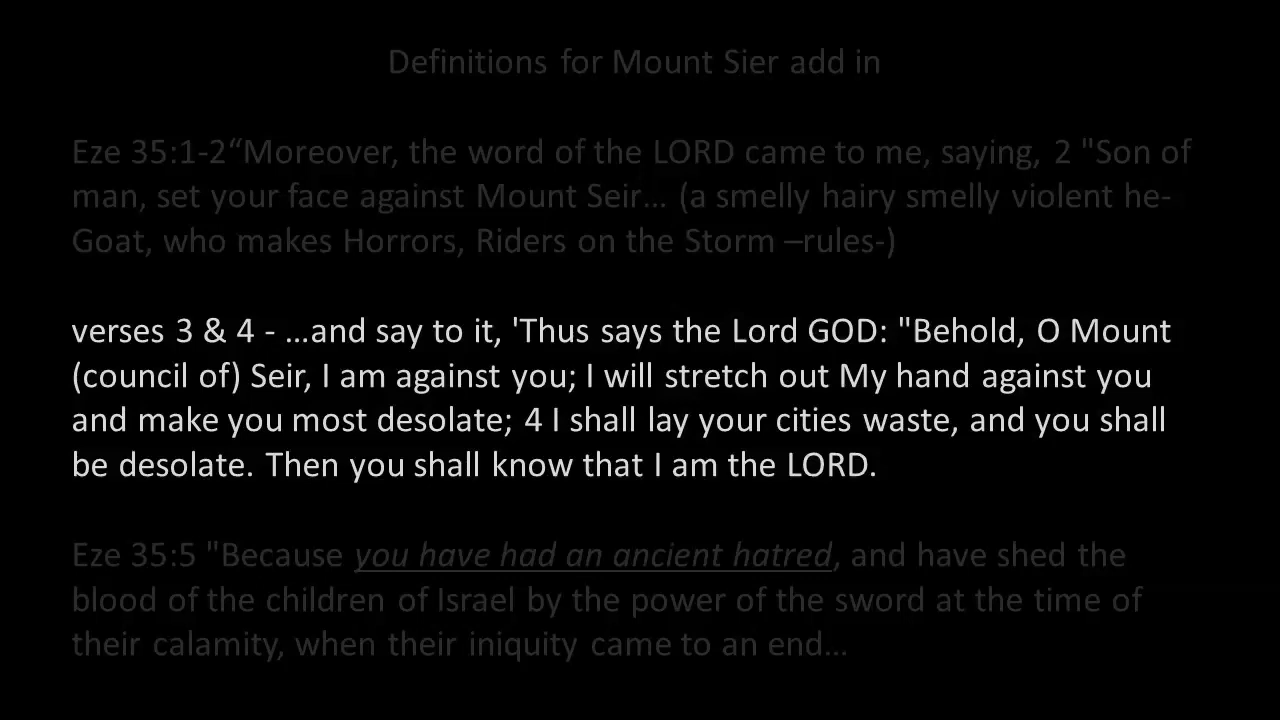 Definitions for Mount Sier add in
Eze 35:1-2“Moreover, the word of the LORD came to me, saying, 2 "Son of
man, set your face against Mount Seir… (a smelly hairy smelly violent he-
Goat, who makes Horrors, Riders on the Storm –rules-)
verses 3 & 4 - …and say to it, 'Thus says the Lord GOD: "Behold, O Mount
(council of) Seir, I am against you; I will stretch out My hand against you
and make you most desolate; 4 I shall lay your cities waste, and you shall
be desolate. Then you shall know that I am the LORD.
Eze 35:5 "Because you have had an ancient hatred, and have shed the
blood of the children of Israel by the power of the sword at the time of
their calamity, when their iniquity came to an end…